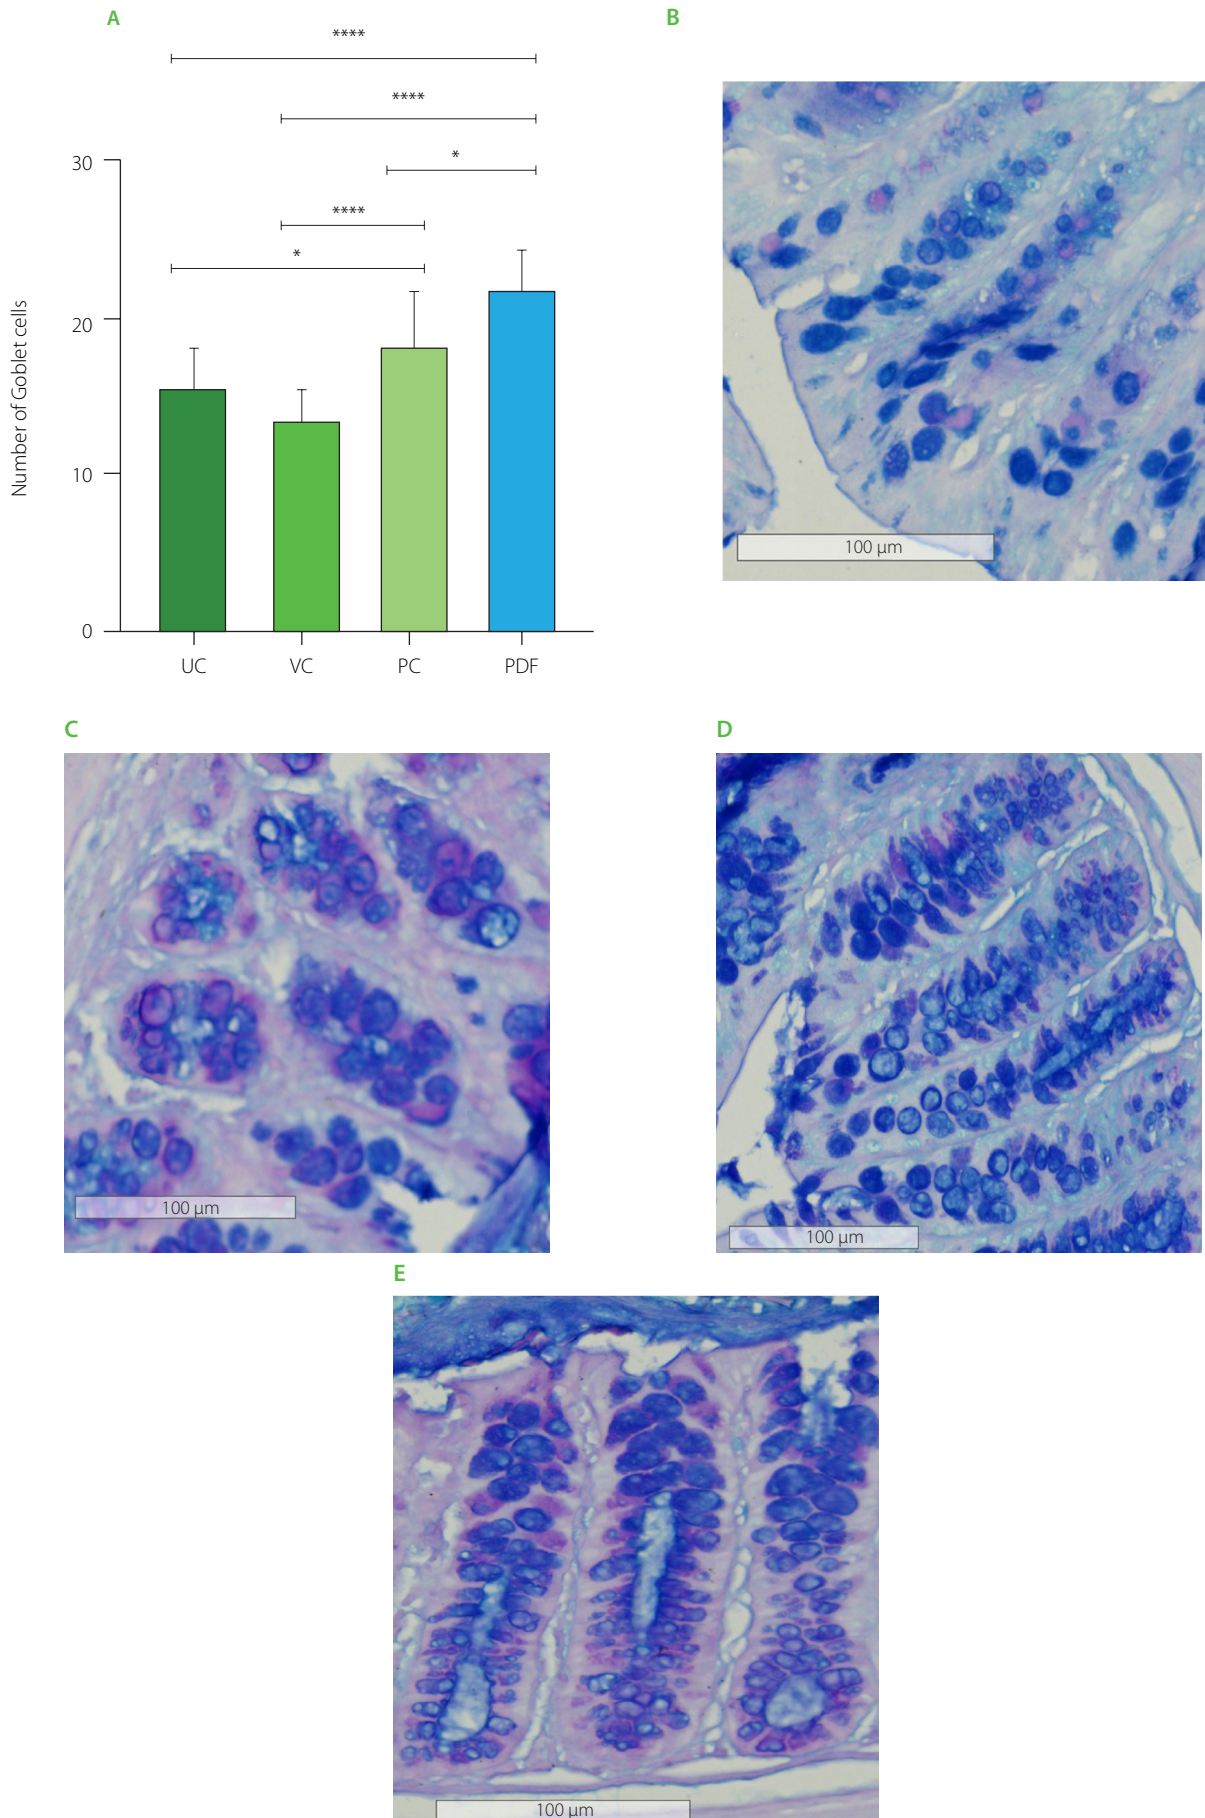 A
B
****
****
*
****
*
30
20
10
0
Number of Goblet cells
UC VC PC PDF
100 µm
C
D
100 µm
100 µm
E
100 µm